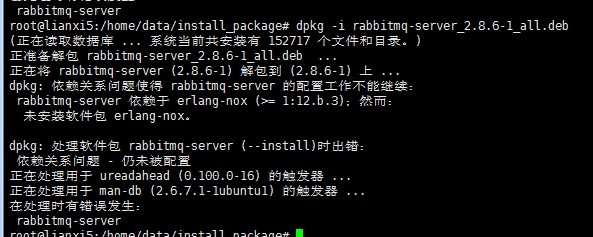 rabbitmq-server
root@lianxi5:/home/data/install_package# dpkg -i rabbitmq-server_2.8.6-1_all.deb
(正在读取数据库 ... 系统当前共安装有 152717 个文件和目录。)
正准备解包 rabbitmq-server_2.8.6-1_all.deb  ...
正在将 rabbitmq-server (2.8.6-1) 解包到 (2.8.6-1) 上 ...
dpkg: 依赖关系问题使得 rabbitmq-server 的配置工作不能继续：
 rabbitmq-server 依赖于 erlang-nox (>= 1:12.b.3)；然而：
  未安装软件包 erlang-nox。
dpkg: 处理软件包 rabbitmq-server (--install)时出错：
 依赖关系问题 - 仍未被配置
正在处理用于 ureadahead (0.100.0-16) 的触发器 ...
正在处理用于 man-db (2.6.7.1-1ubuntu1) 的触发器 ...
在处理时有错误发生：
 rabbitmq-server
root@lianxi5:/home/data/install_package#